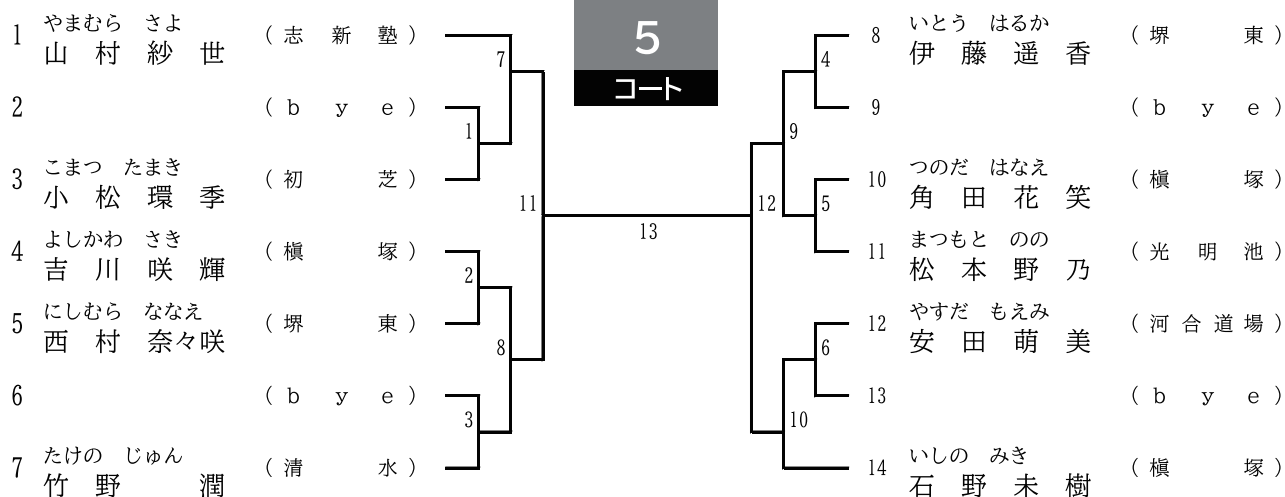 5
コート
1 やまむら さよ
山村紗世 (志新塾)
2 (bye)
3 こまつ たまき
小松環季 (初芝)
4 よしかわ さき
吉川咲輝 (槇塚)
5 にしむら ななえ
西村奈々咲 (堺東)
6 (bye)
7 たけの じゅん
竹野潤 (清水)
7
1
11
2
8
3
13
8 いとう はるか
伊藤遥香 (堺東)
9 (bye)
10 つのだ はなえ
角田花笑 (槇塚)
11 まつもと のの
松本野乃 (光明池)
12 やすだ もえみ
安田萌美 (河合道場)
13 (bye)
14 いしの みき
石野未樹 (槇塚)
4
9
12
5
6
10